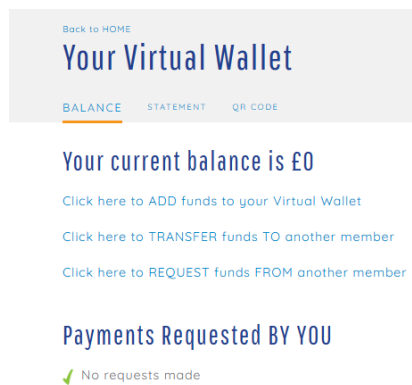 Back to HOME
Your Virtual Wallet
BALANCE STATEMENT QR CODE
Your current balance is £0
Click here to ADD funds to your Virtual Wallet
Click here to TRANSFER funds TO another member
Click here to REQUEST funds FROM another member
Payments Requested BY YOU
No requests made